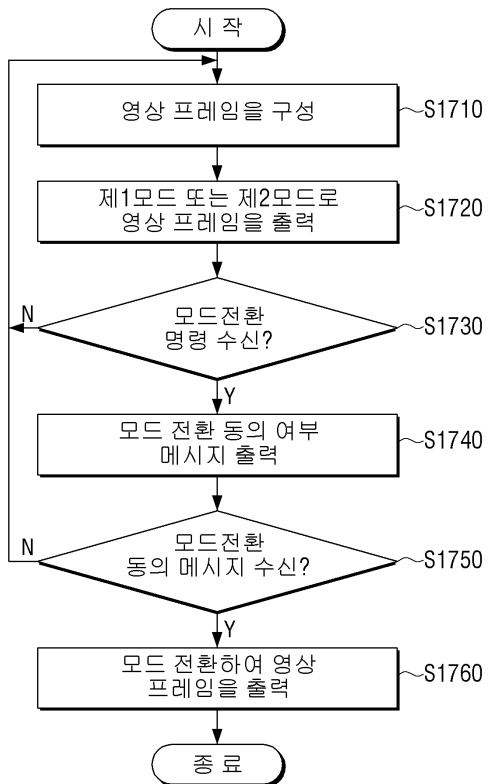 시 작
영상 프레임을 구성
S1710
제1모드 또는 제2모드로
영상 프레임을 출력
S1720
모드전환
명령 수신?
S1730
N
Y
모드 전환 동의 여부
메시지 출력
S1740
모드전환
동의 메시지 수신?
S1750
N
Y
모드 전환하여 영상
프레임을 출력
S1760
종 료